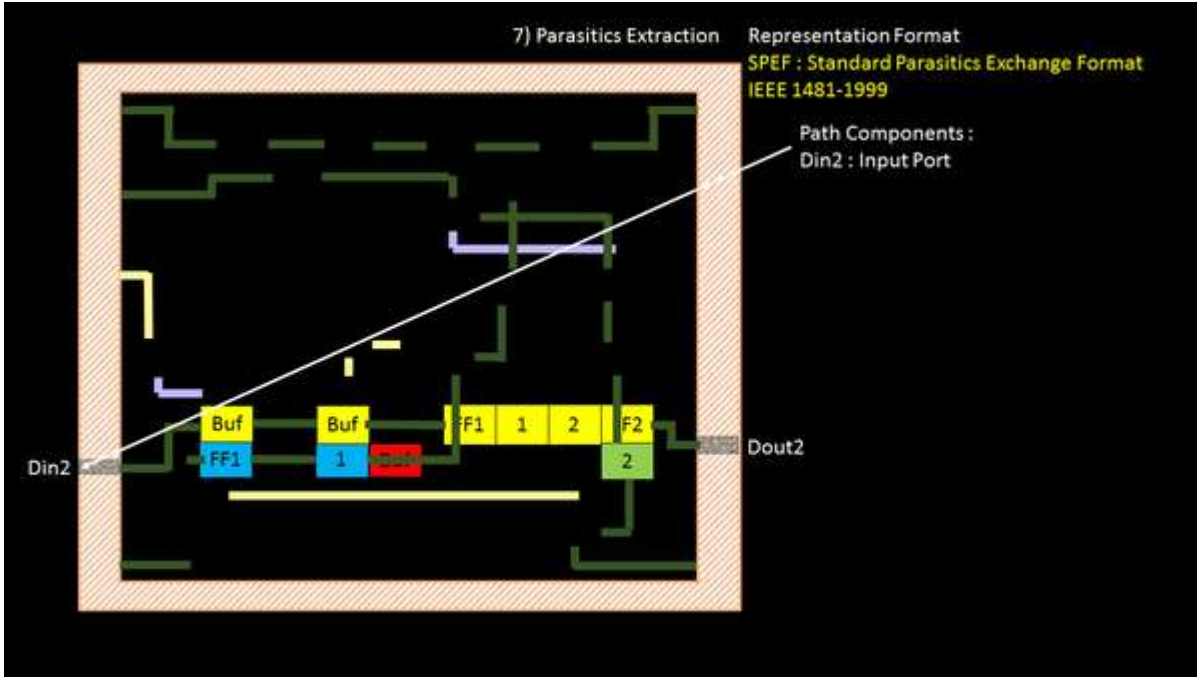 7) Parasitics Extraction
Representation Format
SPEF : Standard Parasitics Exchange Format
IEEE 1481-1999
Path Components :
Din2 : Input Port
Buf
Buf
FF1
1
2
F2
FF1
1
Buf
2
Din2
Dout2